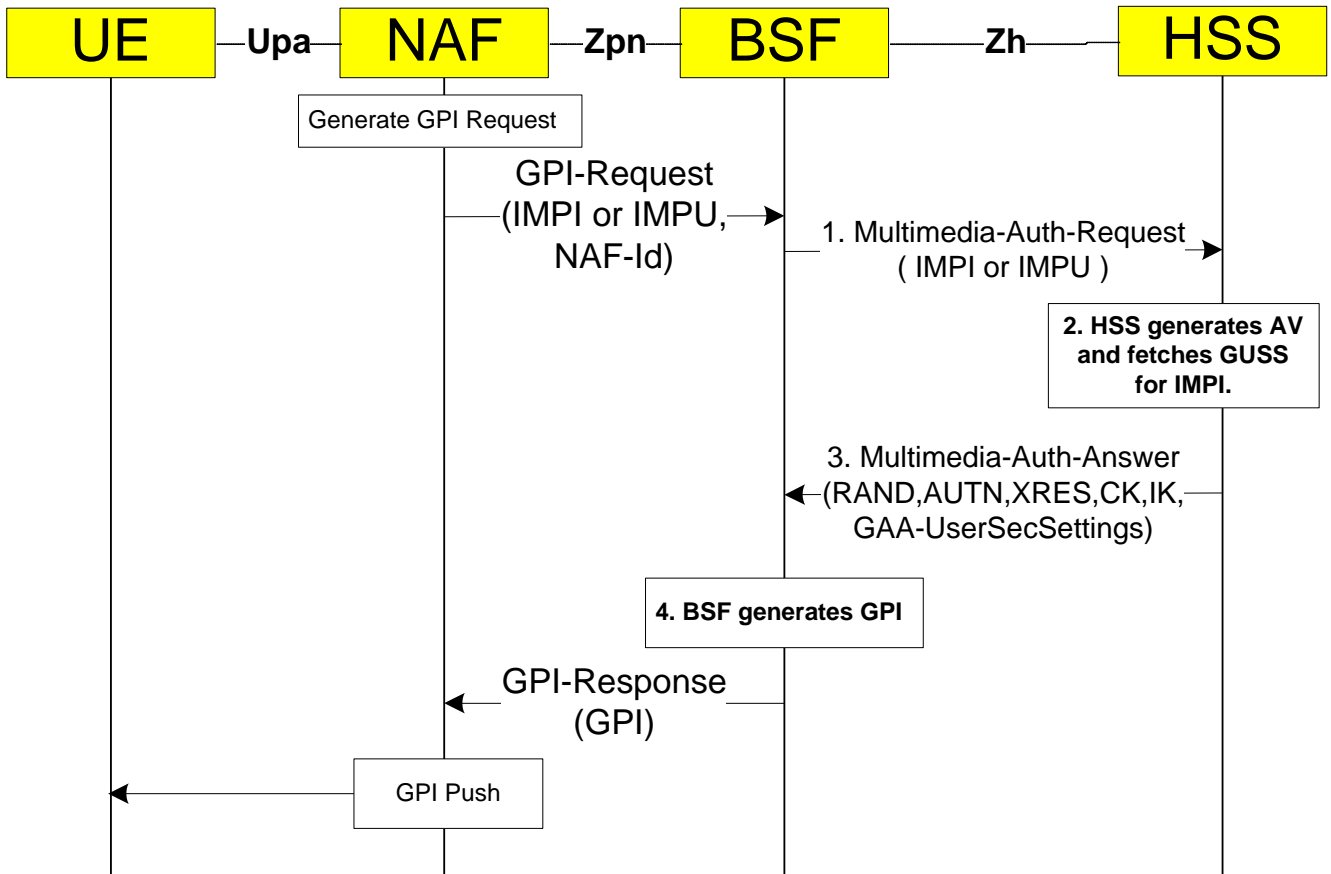 UE
Upa
NAF
Zpn
BSF
Zh
HSS
Generate GPI Request
GPI-Request
(IMPI or IMPU,
NAF-Id)
1. Multimedia-Auth-Request
( IMPI or IMPU )
2. HSS generates AV
and fetches GUSS
for IMPI.
3. Multimedia-Auth-Answer
(RAND,AUTN,XRES,CK,IK,
GAA-UserSecSettings)
4. BSF generates GPI
GPI-Response
(GPI)
GPI Push